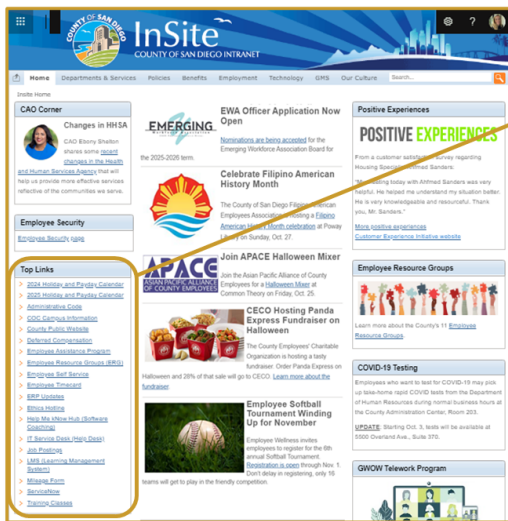 COUNTY OF SAN DIEGO
InSite
COUNTY OF SAN DIEGO INTRANET
?
Home Departments & Services Policies Benefits Employment Technology GMS Our Culture Search...
Insite Home
CAO Corner
Changes in HHSA
CAO Ebony Shelton
shares some recent
changes in the Health
and Human Services Agency that will
help us provide more effective services
reflective of the communities we serve.
Employee Security
Employee Security page
Top Links
2024 Holiday and Payday Calendar
2025 Holiday and Payday Calendar
Administrative Code
COC Campus Information
County Public Website
Deferred Compensation
Employee Assistance Program
Employee Resource Groups (ERG)
Employee Self Service
Employee Timecard
ERP Updates
Ethics Hotline
Help Me kNow Hub (Software
Coaching)
IT Service Desk (Help Desk)
Job Postings
LMS (Learning Management
System)
Mileage Form
ServiceNow
Training Classes
EMERGING
EWA Officer Application Now
Open
Nominations are being accepted for the
Emerging Workforce Association Board for
the 2025-2026 term.
Celebrate Filipino American
History Month
The County of San Diego Filipino American
Employees Association is hosting a Filipino
American History Month celebration at Poway
Library on Sunday, Oct. 27.
APACE
ASIAN PACIFIC ALLIANCE
OF COUNTY EMPLOYEES
Join APACE Halloween Mixer
Join the Asian Pacific Alliance of County
Employees for a Halloween Mixer at
Common Theory on Friday, Oct. 25.
CECO Hosting Panda
Express Fundraiser on
Halloween
The County Employees' Charitable
Organization is hosting a tasty
fundraiser. Order Panda Express on
Halloween and 28% of that sale will go to CECO. Learn more about the
fundraiser.
Employee Softball
Tournament Winding
Up for November
Employee Wellness invites
employees to register for the 6th
annual Softball Tournament.
Registration is open through Nov. 1.
Don't delay in registering, only 16
teams will get to play in the friendly competition.
Positive Experiences
POSITIVE EXPERIENCES
From a customer satisfaction survey regarding
Housing Specialist Ahfmed Sanders.
today with Ahfmed Sanders was very
helpful. He helped me understand my situation better.
He is very knowledgeable and resourceful. Thank
you, Mr. Sanders."
More positive experiences
Customer Experience Initiative website
Employee Resource Groups
Learn more about the County's 11 Employee
Resource Groups.
COVID-19 Testing
Employees who want to test for COVID-19 may pick
up take-home rapid COVID tests from the Department
of Human Resources during normal business hours at
the County Administration Center, Room 203.
UPDATE: Starting Oct. 3, tests will be available at
5500 Overland Ave., Suite 370.
GWOW Telework Program